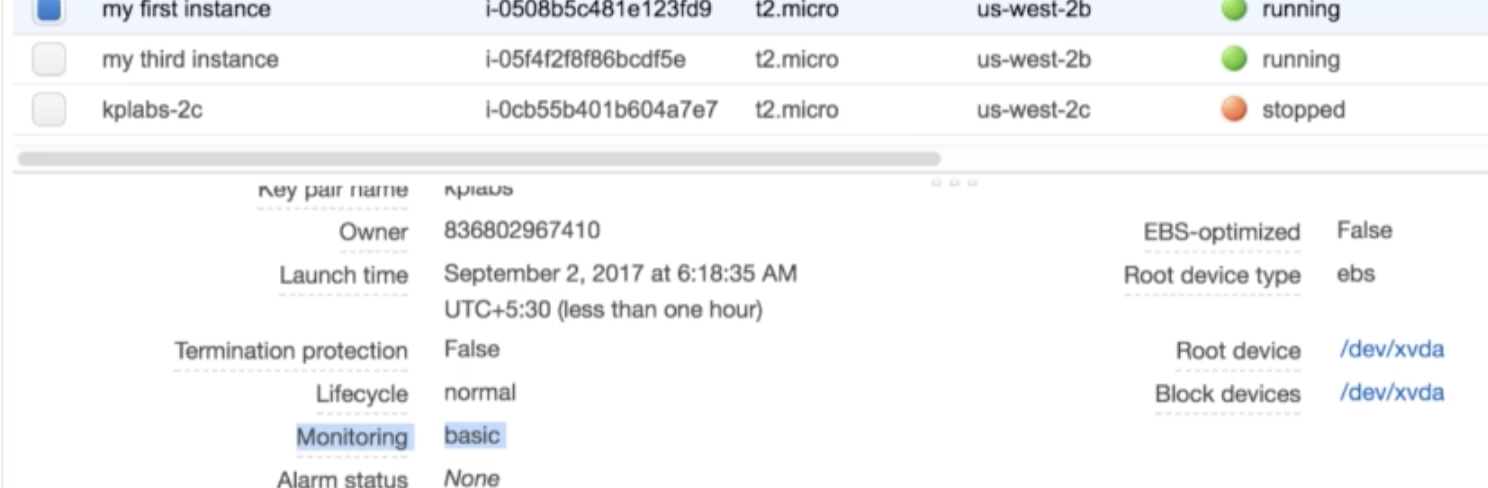 my first instance i-0508b5c481e123fd9 t2.micro us-west-2b running
my third instance i-05f4f2f8f86bcdf5e t2.micro us-west-2b running
kplabs-2c i-0cb55b401b604a7e7 t2.micro us-west-2c stopped
Key pair name kplabs
Owner 836802967410 EBS-optimized False
Launch time September 2, 2017 at 6:18:35 AM Root device type ebs
UTC+5:30 (less than one hour)
Termination protection False Root device /dev/xvda
Lifecycle normal Block devices /dev/xvda
Monitoring basic
Alarm status None